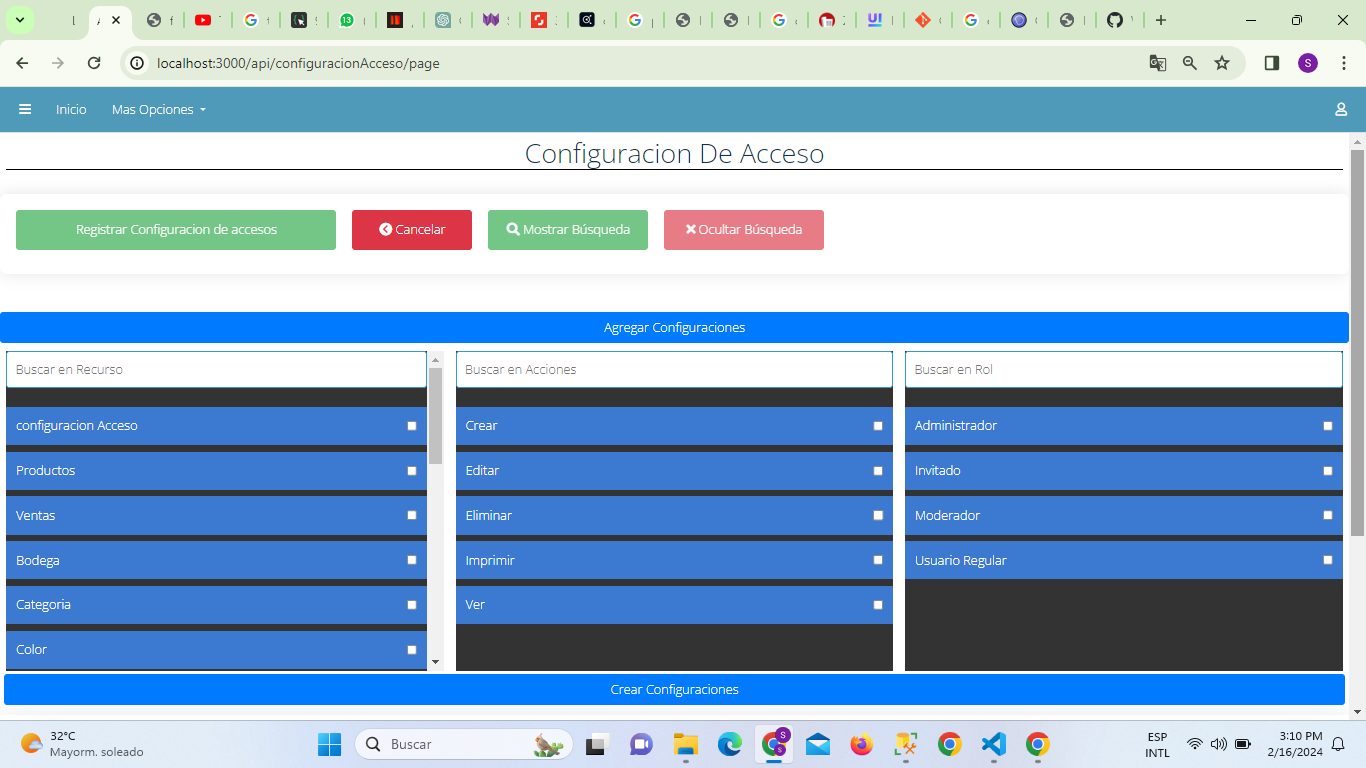 localhost:3000/api/configuracionAcceso/page
Inicio
Mas Opciones
Configuracion De Acceso
Registrar Configuracion de accesos
Cancelar
Mostrar Búsqueda
Ocultar Búsqueda
Agregar Configuraciones
Buscar en Recurso
configuracion Acceso
Productos
Ventas
Bodega
Categoria
Color
Buscar en Acciones
Crear
Editar
Eliminar
Imprimir
Ver
Buscar en Rol
Administrador
Invitado
Moderador
Usuario Regular
Crear Configuraciones
32°C
Mayorm. soleado
Buscar
ESP
INTL
3:10 PM
2/16/2024